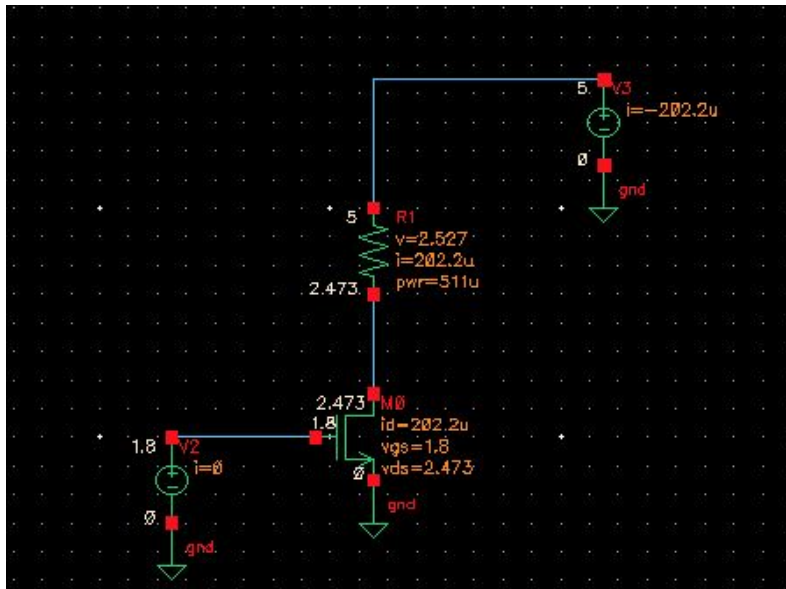 5
V3
i=-202.2u
0
gnd
5
R1
v=2.527
i=202.2u
pwr=511u
2.473
2.473
M0
1.8
id=202.2u
vgs=1.8
vds=2.473
0
gnd
1.8
V2
i=0
0
gnd